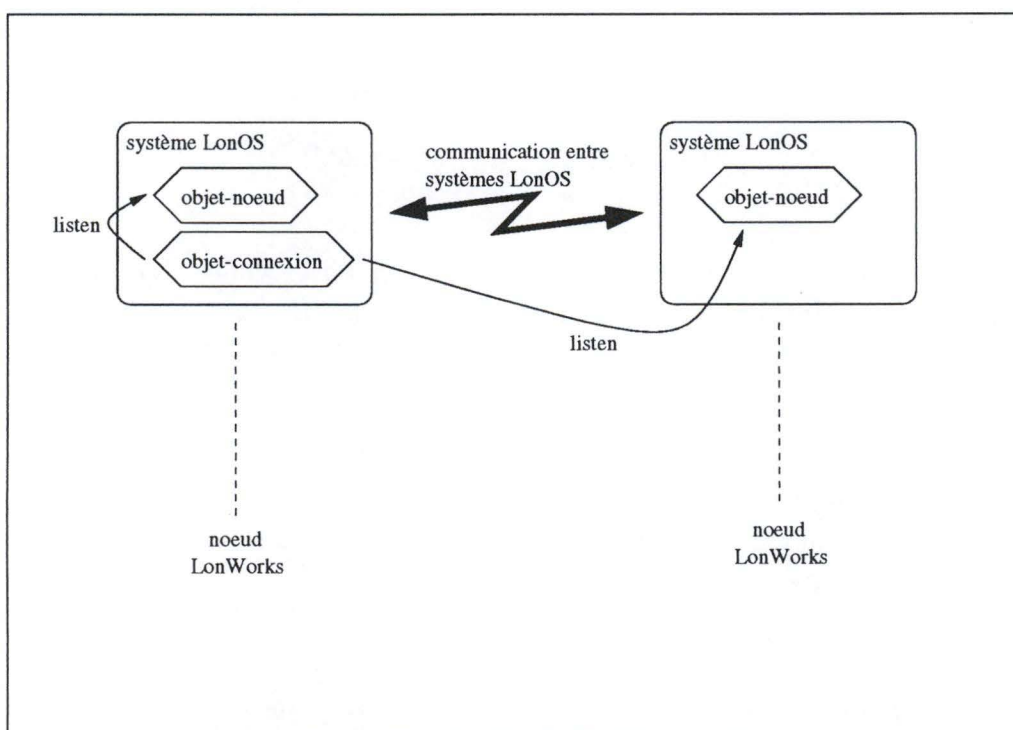 système LonOS
objet-noeud
listen
objet-connexion
communication entre
systèmes LonOS
système LonOS
objet-noeud
listen
noeud
LonWorks
noeud
LonWorks